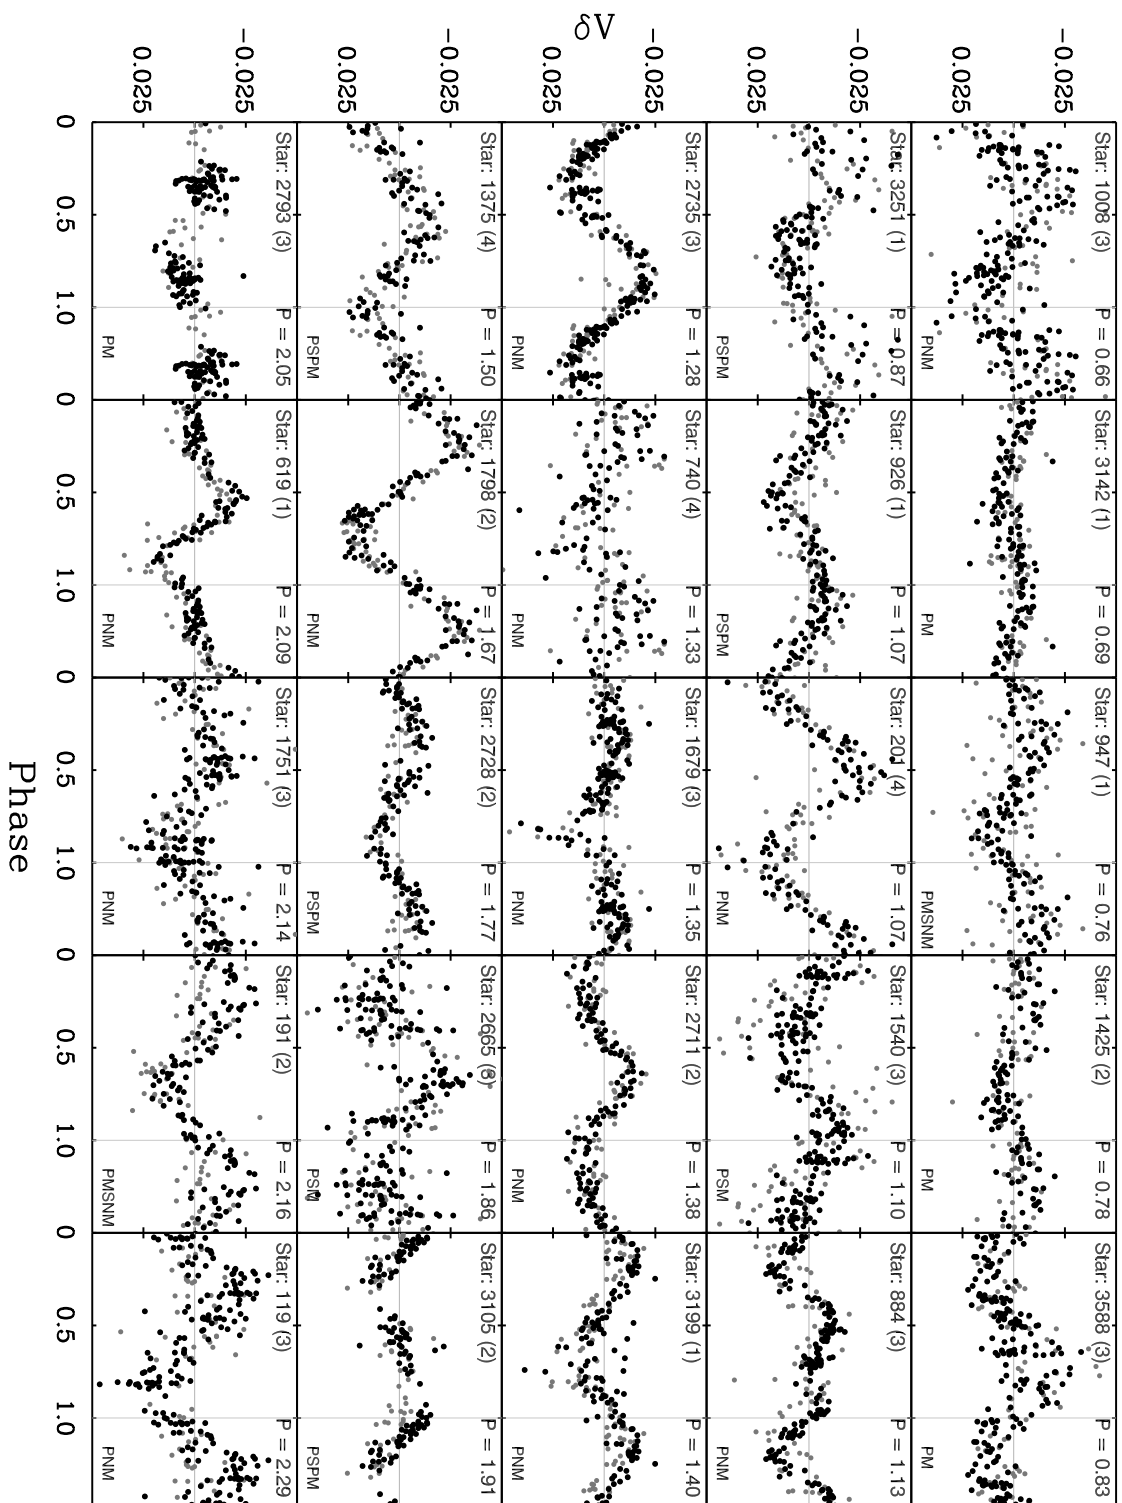 Star: 1008 (3) P = 0.66 Star: 3142 (1) P = 0.69 Star: 947 (1) P = 0.76 Star: 1425 (2) P = 0.78 Star: 3588 (3) P = 0.83
−0.025
0.025
PNM PM PMSNM PM PM
Star: 3251 (1) P = 0.87 Star: 926 (1) P = 1.07 Star: 201 (4) P = 1.07 Star: 1540 (3) P = 1.10 Star: 884 (3) P = 1.13
−0.025
0.025
PSPM PSPM PNM PSM PNM
Star: 2735 (3) P = 1.28 Star: 740 (4) P = 1.33 Star: 1679 (3) P = 1.35 Star: 2711 (2) P = 1.38 Star: 3199 (1) P = 1.40
−0.025
δV
0.025
PNM PNM PNM PNM PNM
Star: 1375 (4) P = 1.50 Star: 1798 (2) P = 1.67 Star: 2728 (2) P = 1.77 Star: 2665 P = 1.86 Star: 3105 (2) P = 1.91
−0.025
0.025
PSPM PNM PSPM PSM PSPM
Star: 2793 (3) P = 2.05 Star: 619 (1) P = 2.09 Star: 1751 (3) P = 2.14 Star: 191 (2) P = 2.16 Star: 119 (3) P = 2.29
−0.025
0.025
PM PNM PNM PMSNM PNM
0 0.5 1.0 0 0.5 1.0 0 0.5 1.0 0 0.5 1.0 0 0.5 1.0
Phase